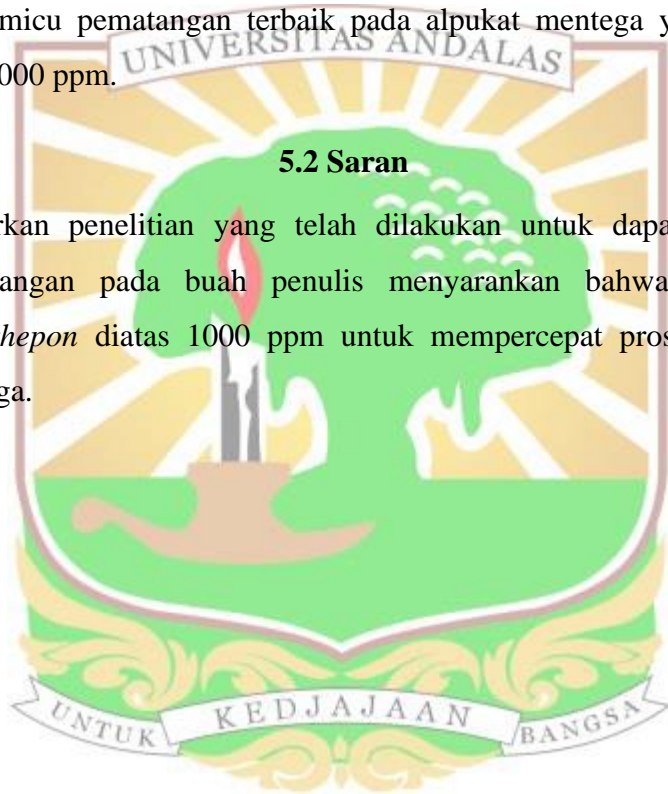 micu pematangan terbaik pada alpukat mentega y
UNIVERSITAS ANDALAS
000 ppm.
5.2 Saran
rkan penelitian yang telah dilakukan untuk dapa
angan pada buah penulis menyarankan bahwa
hepon diatas 1000 ppm untuk mempercepat pros
ga.
UNTUK KEDJAJAAN BANGSA